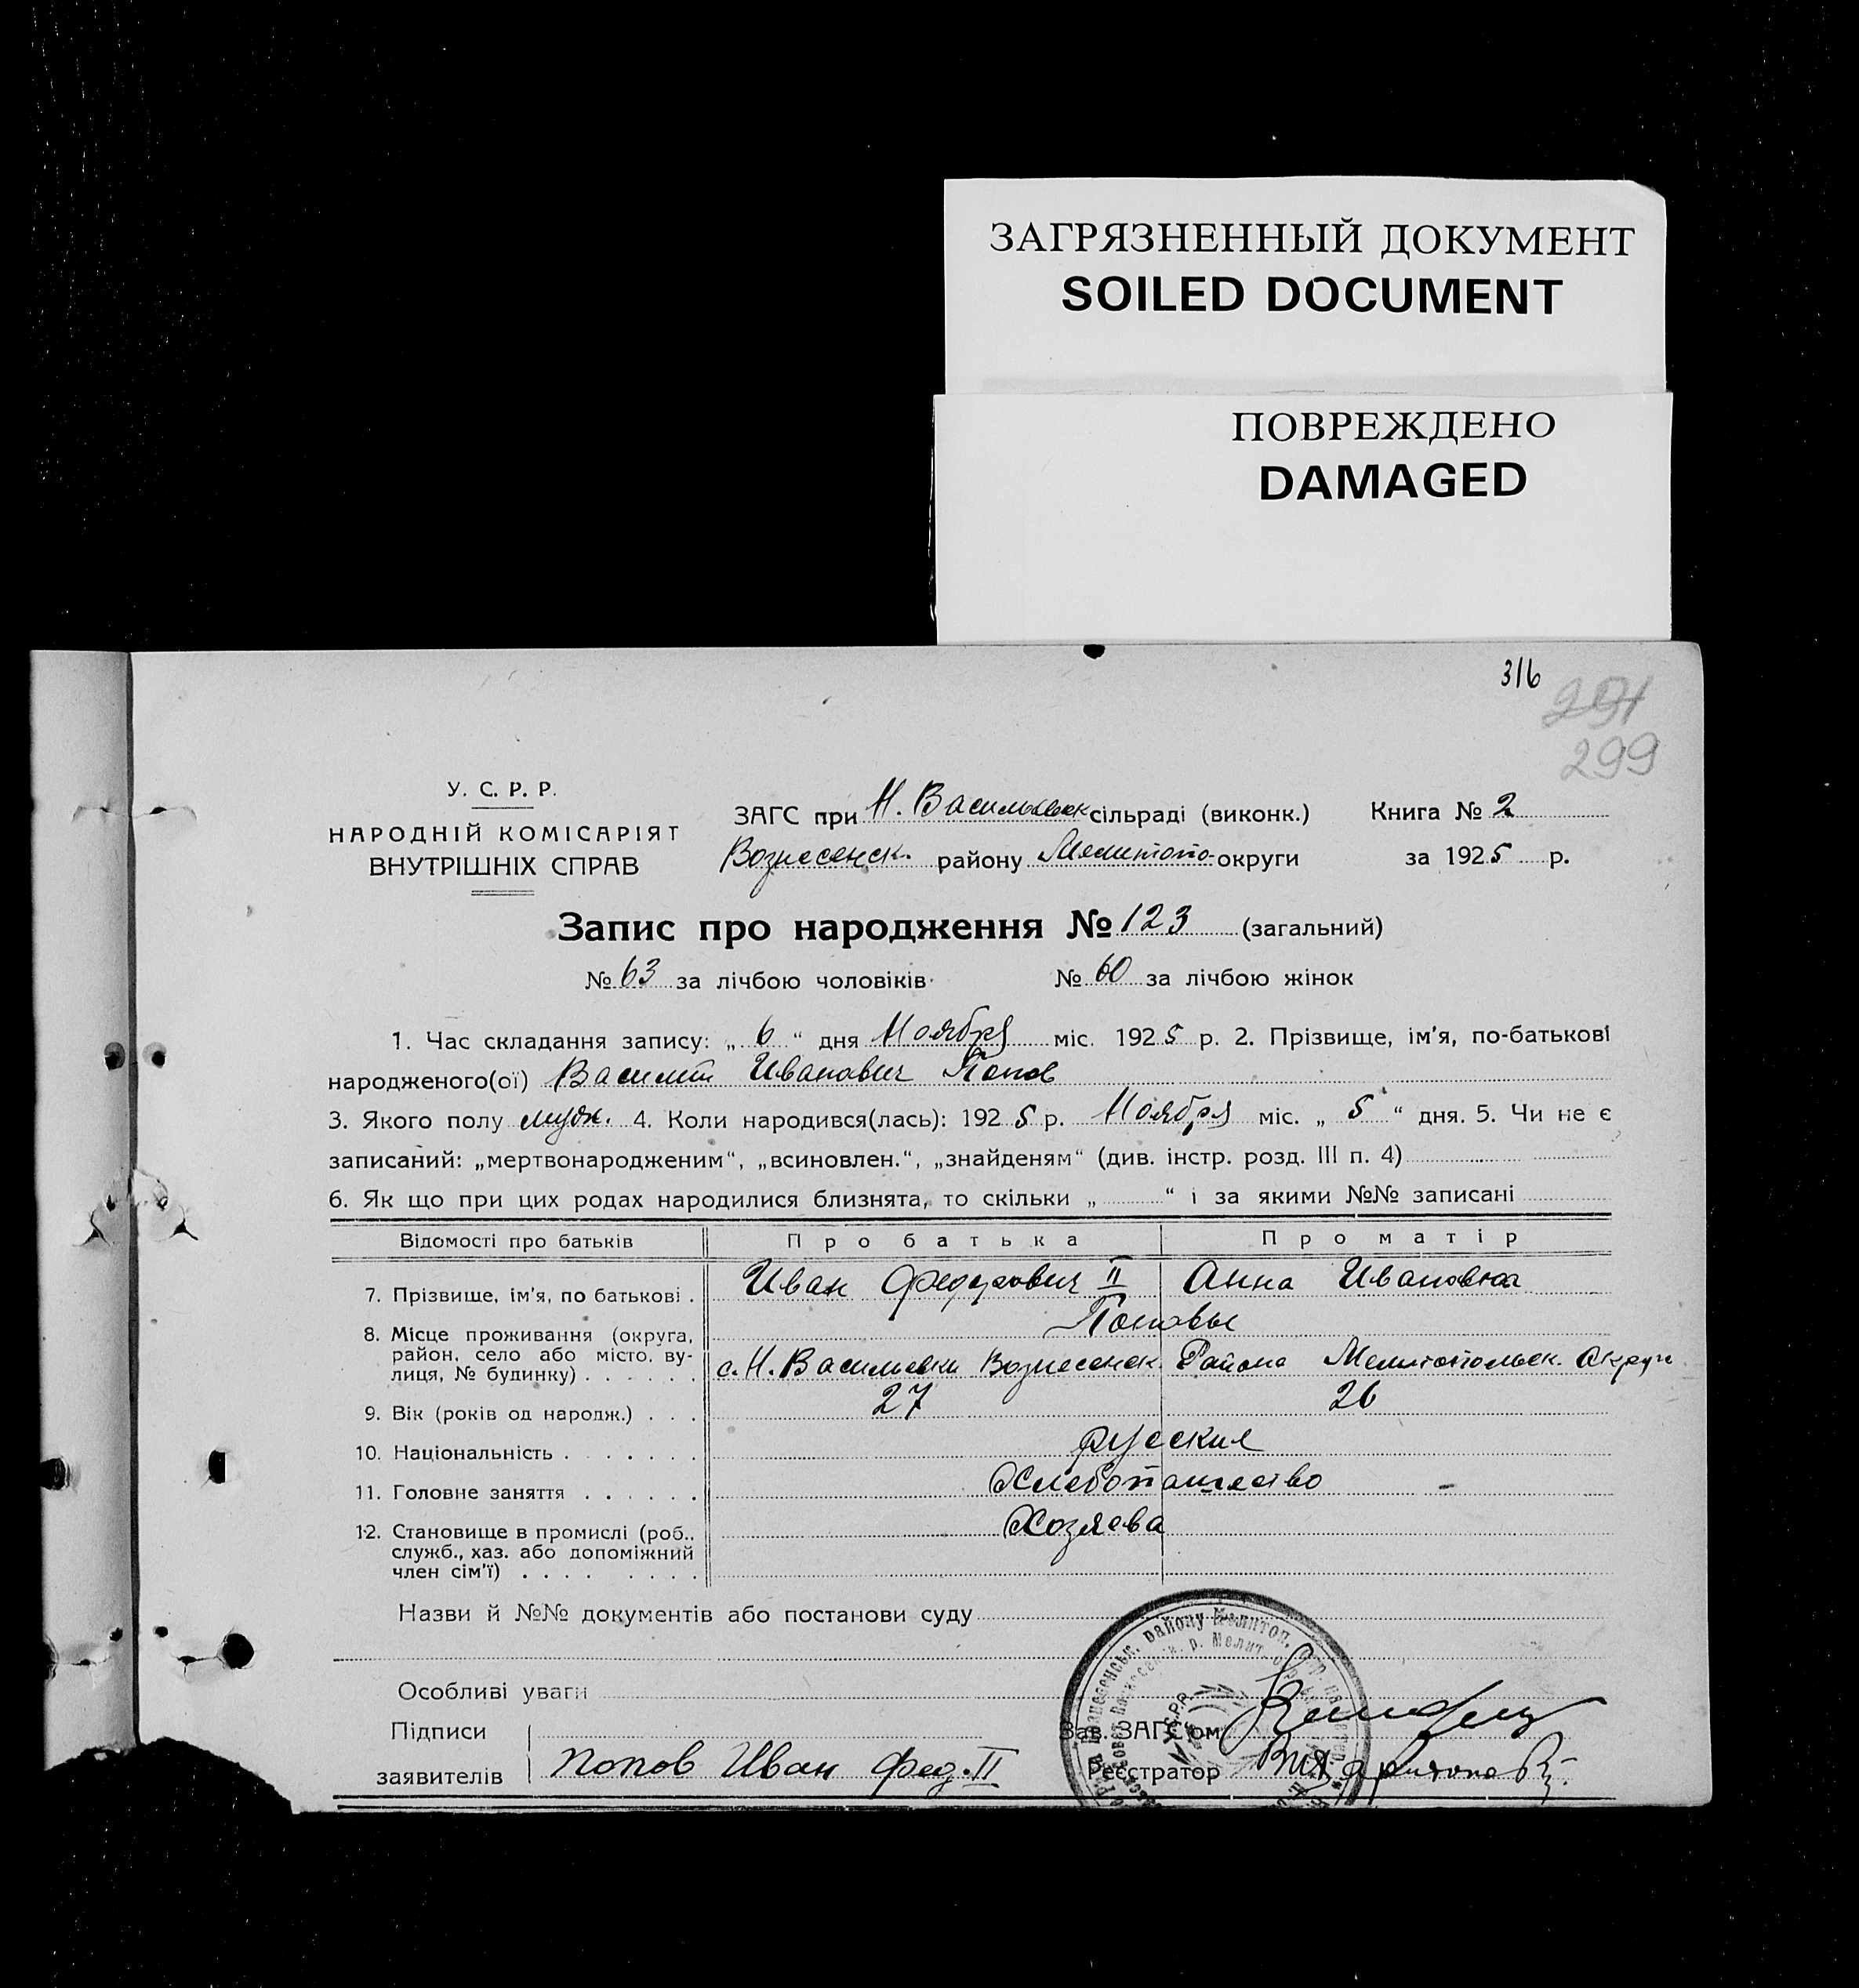 ЗАГРЯЗНЕННЫЙ ДОКУМЕНТ
SOILED DOCUMENT
ПОВРЕЖДЕНО
DAMAGED
316
299
У. С. Р. Р.
НАРОДНІЙ КОМІСАРІЯТ
ВНУТРІШНІХ СПРАВ
ЗАГС при Н. Васильевск сільраді (виконк.) Книга № 2
Вознесенск. району Мелитопо- округи за 1925 р.
Запис про народження № 123 (загальний)
№ 63 за лічбою чоловіків № 60 за лічбою жінок
1. Час складання запису: „ 6 “ дня Ноября міс. 1925 р. 2. Прізвище, ім'я, по-батькові
народженого(ої) Василий Иванович Попов
3. Якого полу муж. 4. Коли народився(лась): 1925 р. Ноября міс. „ 5 “ дня. 5. Чи не є
записаний: „мертвонародженим“, „всиновлен.“, „знайденям“ (див. інстр. розд. III п. 4)
6. Як що при цих родах народилися близнята, то скільки „ “ і за якими №№ записані
Відомості про батьків Про батька Про матір
7. Прізвище, ім'я, по батькові . Иван Федорович II Анна Ивановна
Поповы
8. Місце проживання (округа,
район, село або місто, ву-
лиця, № будинку) . . . . . . с. Н. Васильевки Вознесенск. Района Мелитопольск. Округи
9. Вік (років од народж.) . . . 27 26
10. Національність . . . . . . . русские
11. Головне заняття . . . . . . Хлебопашество -
12. Становище в промислі (роб., Хозяева
служб., хаз. або допоміжний
член сім'ї) . . . . . . . . .
Назви й №№ документів або постанови суду
Особливі уваги
Підписи
заявителів Попов Иван Фед. II
Зав. ЗАГС'ом
Реєстратор